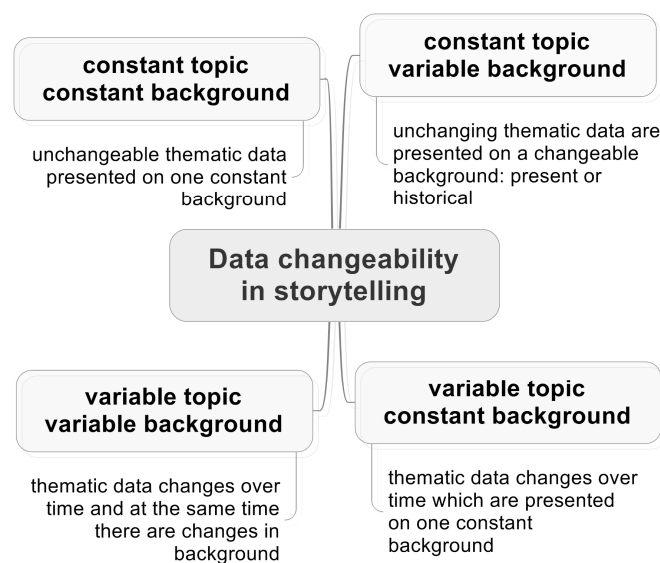 constant topic
constant background
unchangeable thematic data
presented on one constant
background
constant topic
variable background
unchanging thematic data are
presented on a changeable
background: present or
historical
Data changeability
in storytelling
variable topic
variable background
thematic data changes over
time and at the same time
there are changes in
background
variable topic
constant background
thematic data changes over
time which are presented
on one constant
background